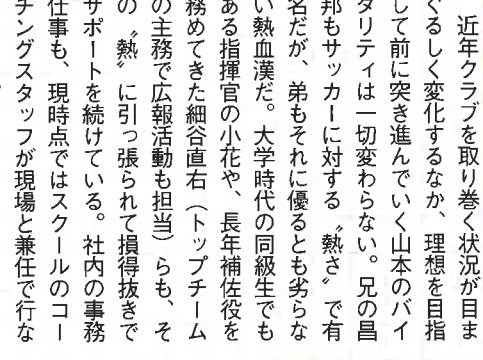 近年クラブを取り巻く状況が目ま
ぐるしく変化するなか、理想を目指
して前に突き進んでいく山本のバイ
タリティは一切変わらない。兄の昌
邦もサッカーに対する〝熱さ〟で有
名だが、弟もそれに優るとも劣らな
い熱血漢だ。大学時代の同級生でも
ある指揮官の小花や、長年補佐役を
務めてきた細谷直右（トップチーム
の主務で広報活動も担当）らも、そ
の〝熱〟に引っ張られて損得抜きで
サポートを続けている。社内の事務
仕事も、現時点ではスクールのコー
チングスタッフが現場と兼任で行な